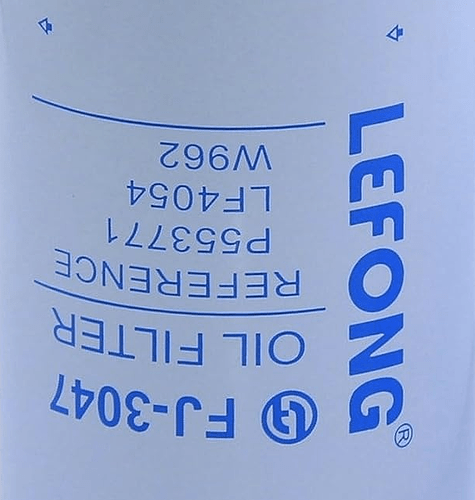 LEFONG®
FJ-3047
OIL FILTER
REFERENCE
P553771
LF4054
W962